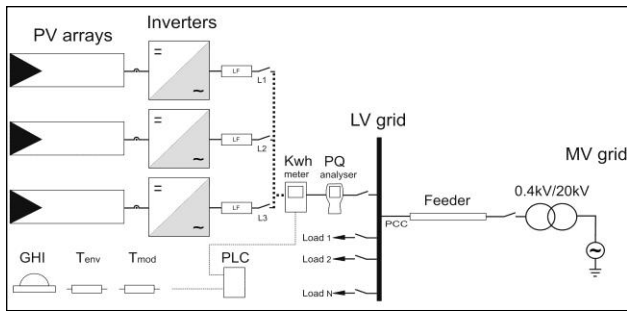 PV arrays
Inverters
=
~
LF
L1
=
~
LF
L2
=
~
LF
L3
Kwh
meter
PQ
analyser
LV grid
MV grid
0.4kV/20kV
Feeder
PCC
~
Load 1
Load 2
Load N
GHI
Tenv
Tmod
PLC